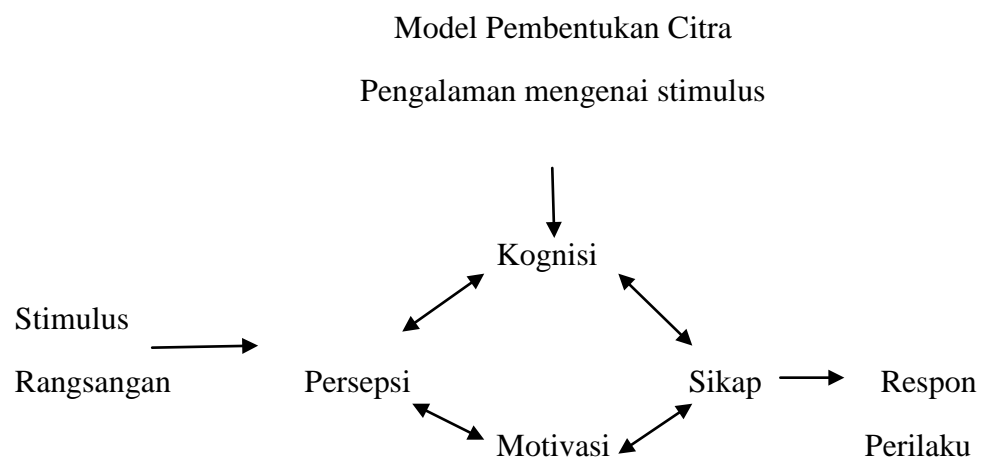 Model Pembentukan Citra
Pengalaman mengenai stimulus
Kognisi
Stimulus
Rangsangan Persepsi Sikap Respon
Motivasi Perilaku